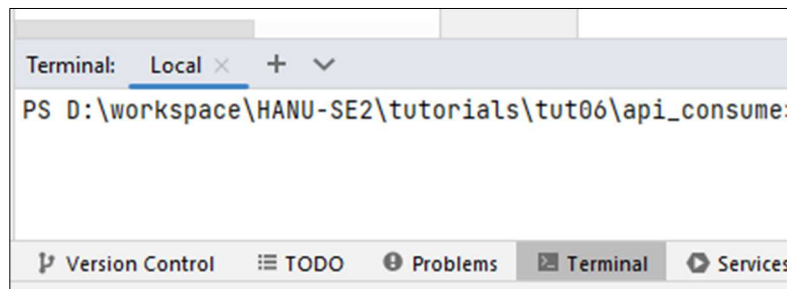 Terminal: Local × + ∨
PS D:\workspace\HANU-SE2\tutorials\tut06\api_consume>
Version Control TODO Problems Terminal Services